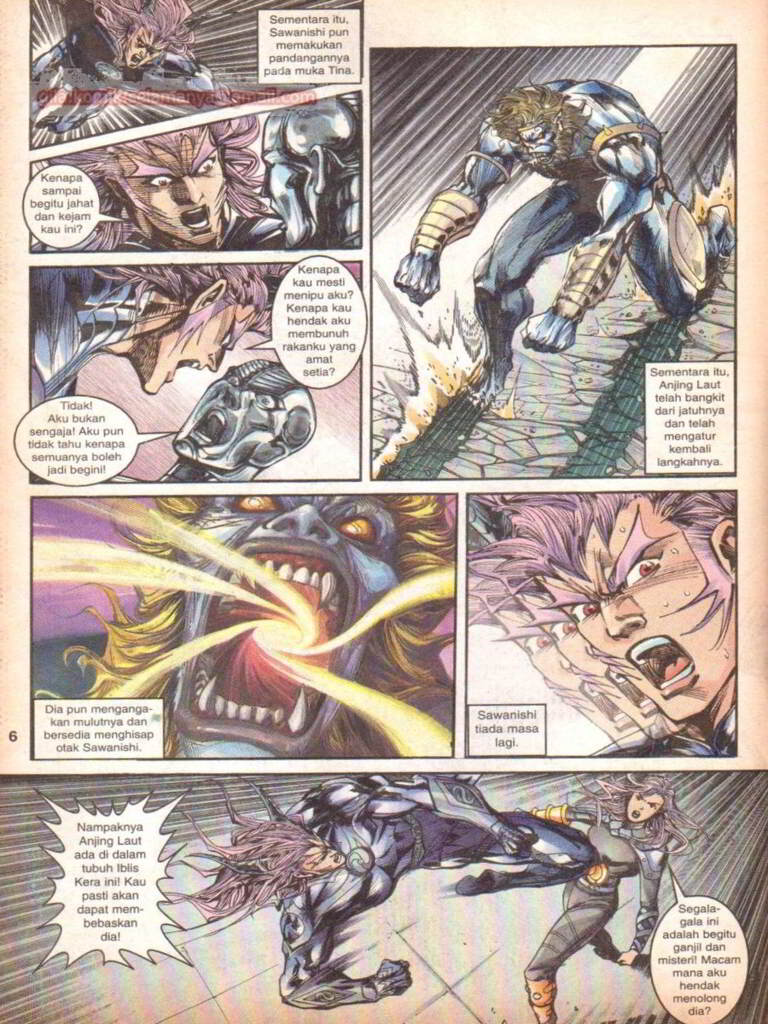 Sementara itu,
Sawanishi pun
memakukan
pandangannya
pada muka Tina.
Kenapa
sampai
begitu jahat
dan kejam
kau ini?
Kenapa
kau mesti
menipu aku?
Kenapa kau
hendak aku
membunuh
rakanku yang
amat
setia?
Tidak!
Aku bukan
sengaja! Aku pun
tidak tahu kenapa
semuanya boleh
jadi begini!
Sementara itu,
Anjing Laut
telah bangkit
dari jatuhnya
dan telah
mengatur
kembali
langkahnya.
Dia pun menganga-
kan mulutnya dan
bersedia menghisap
otak Sawanishi.
Sawanishi
tiada masa
lagi.
6
Nampaknya
Anjing Laut
ada di dalam
tubuh Iblis
Kera ini! Kau
pasti akan
dapat mem-
bebaskan
dia!
Segala-
gala ini
adalah begitu
ganjil dan
misteri! Macam
mana aku
hendak
menolong
dia?